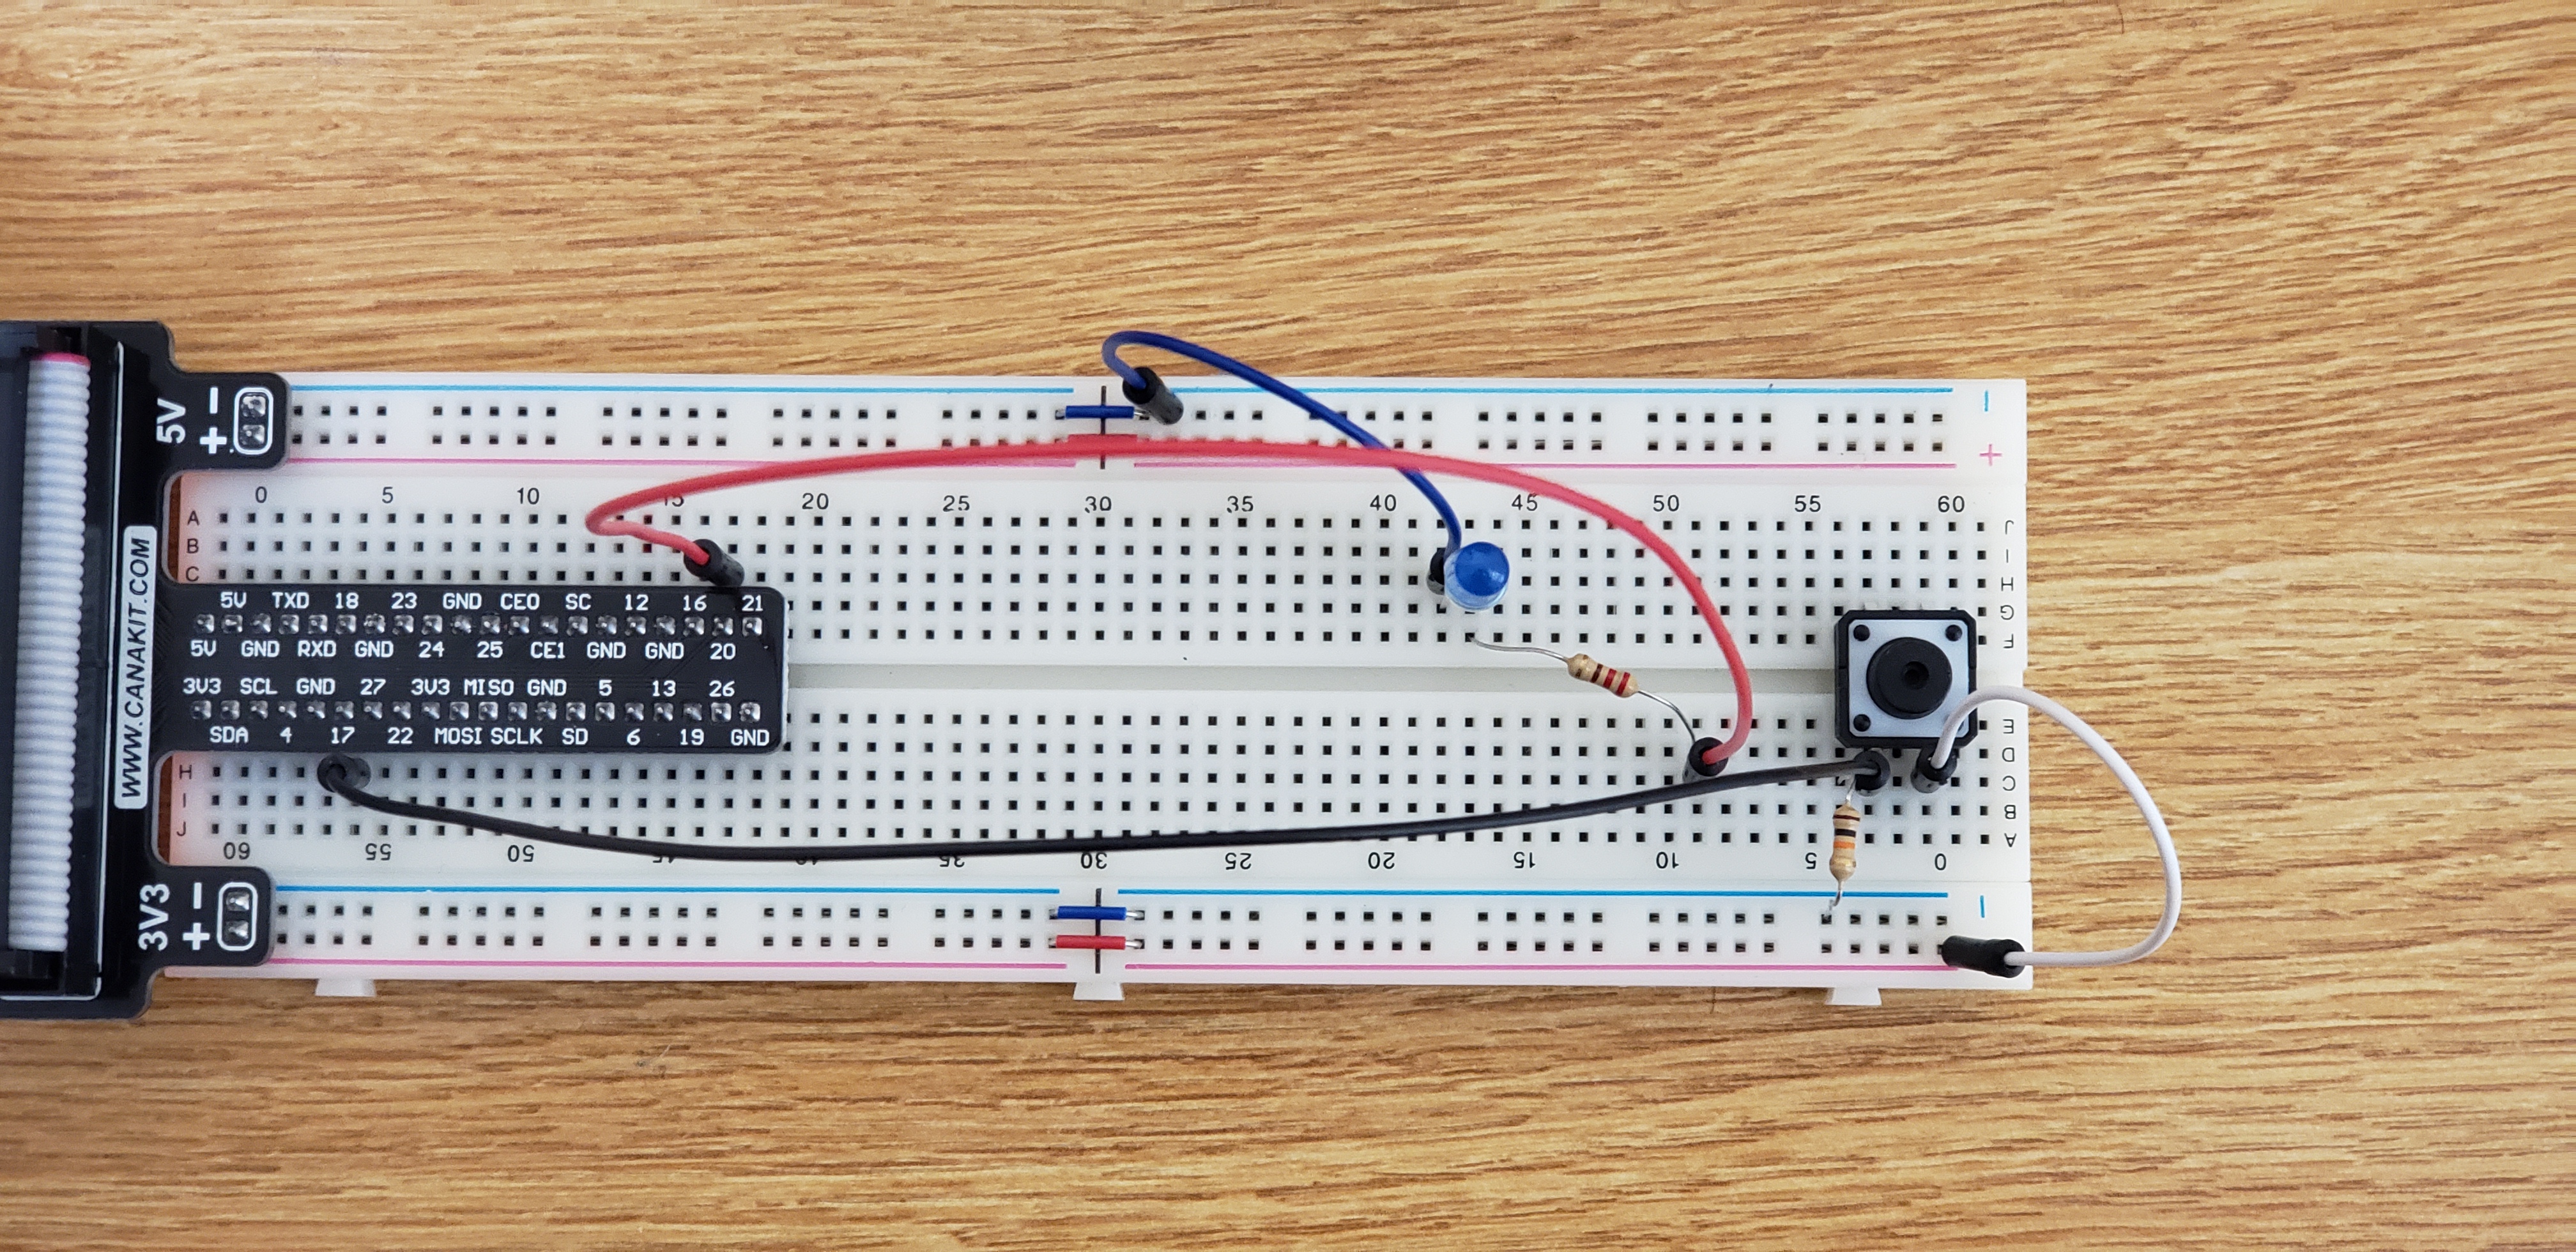 WWW.CANAKIT.COM
3V3
+ −
5V
+ −
J I H
C B A
3V3 SCL GND 27 3V3 MISO GND 5 13 26
SDA 4 17 22 MOSI SCLK SD 6 19 GND
5V GND RXD GND 24 25 CE1 GND GND 20
5V TXD 18 23 GND CE0 SC 12 16 21
60
55
50
45
35
30
25
20
15
10
5
0
0
5
10
15
20
25
30
35
40
45
50
55
60
A B C D E
F G H I J
−
+ −